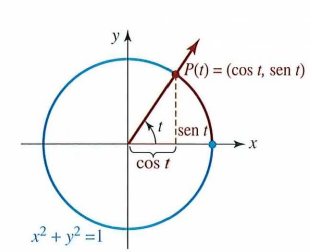 y
P(t) = (cos t, sen t)
t
sen t
x
cos t
x² + y² =1